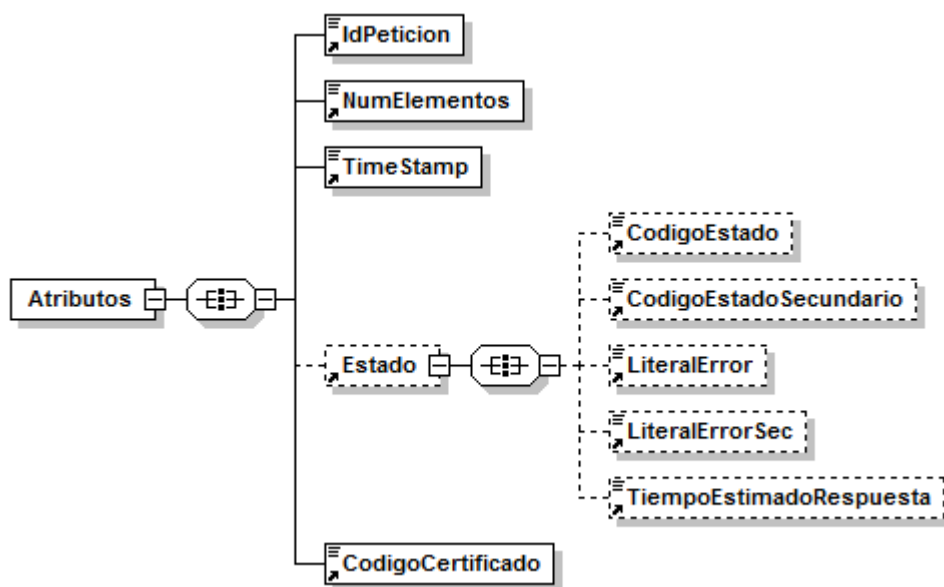 IdPeticion
NumElementos
TimeStamp
CodigoEstado
Atributos
CodigoEstadoSecundario
Estado
LiteralError
LiteralErrorSec
TiempoEstimadoRespuesta
CodigoCertificado